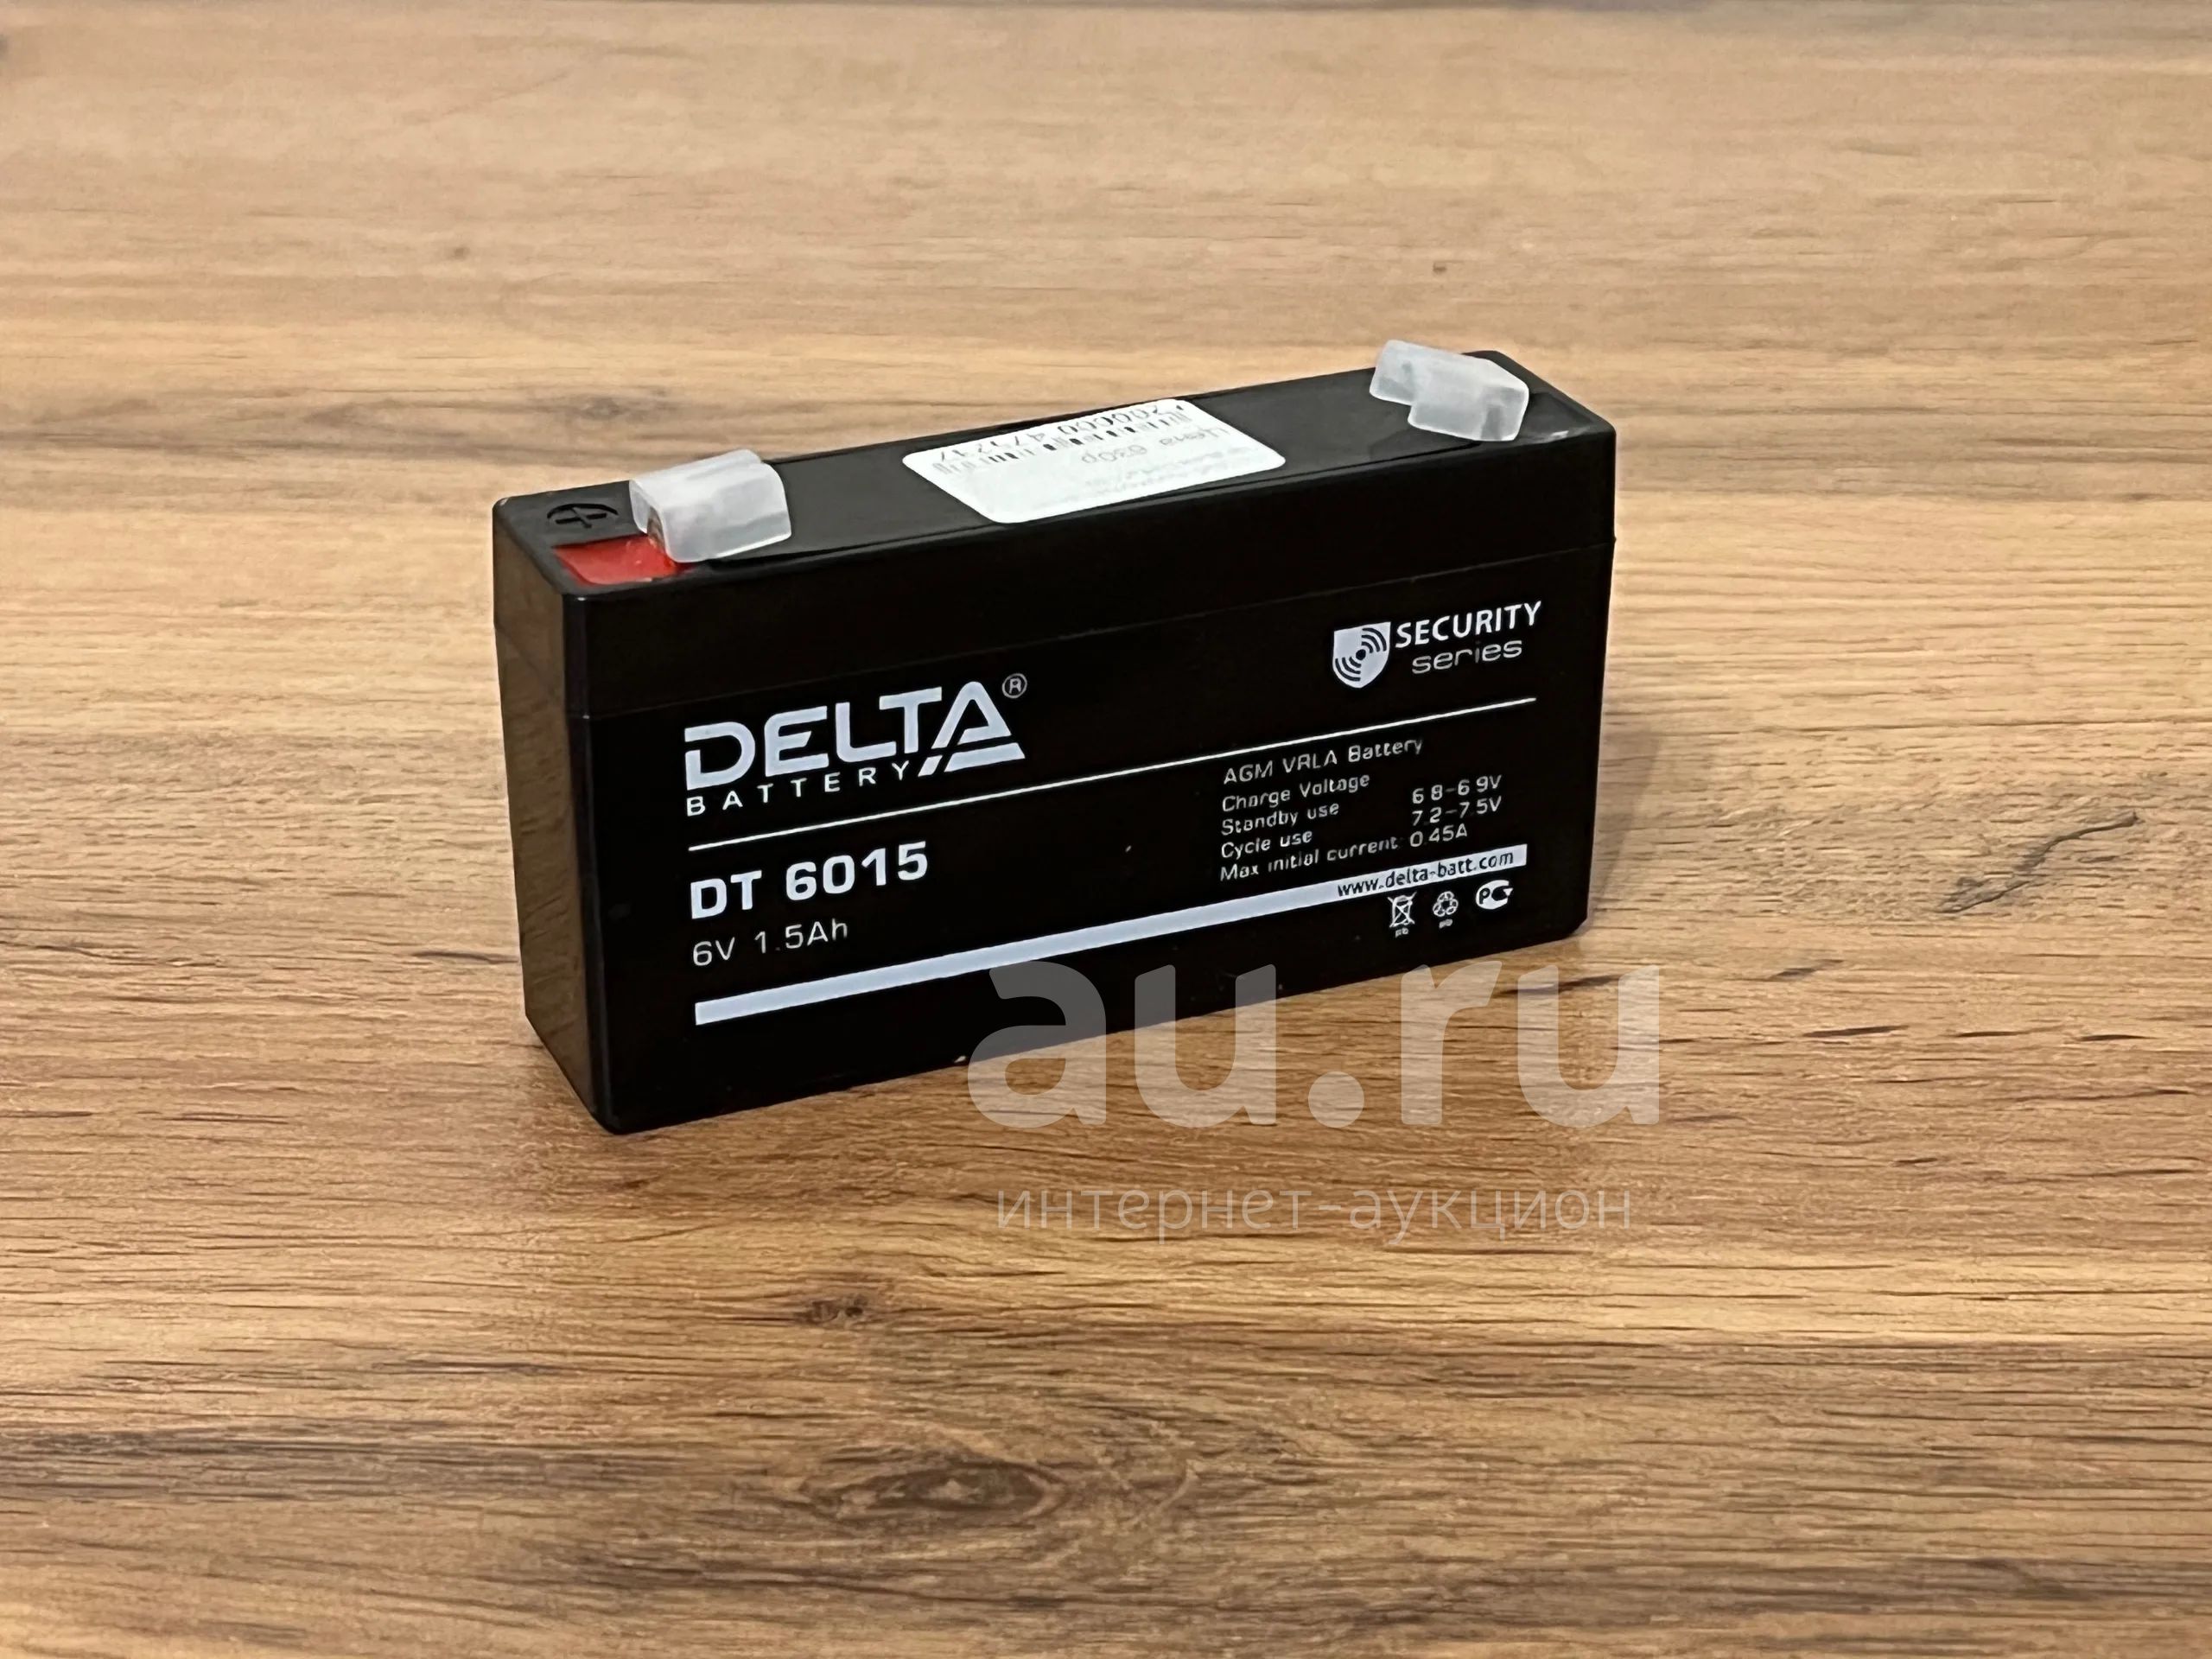 Цена 630р
SECURITY
series
DELTA®
BATTERY
AGM VRLA Battery
Charge Voltage
Standby use 6.8-6.9V
Cycle use 7.2-7.5V
Max initial current 0.45A
DT 6015
6V 1.5Ah
www.delta-batt.com
au.ru
интернет-аукцион